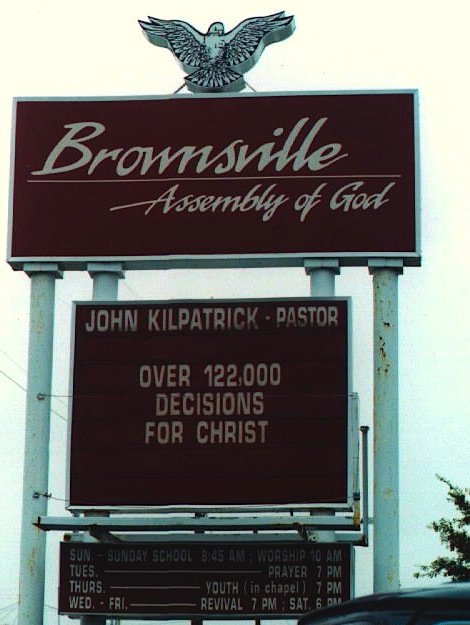 Brownsville
Assembly of God
JOHN KILPATRICK - PASTOR
OVER 122,000
DECISIONS
FOR CHRIST
SUN. - SUNDAY SCHOOL 8:45 AM ; WORSHIP 10 AM
TUES. PRAYER 7 PM
THURS. YOUTH (in chapel) 7 PM
WED. - FRI. REVIVAL 7 PM ; SAT. 6 PM